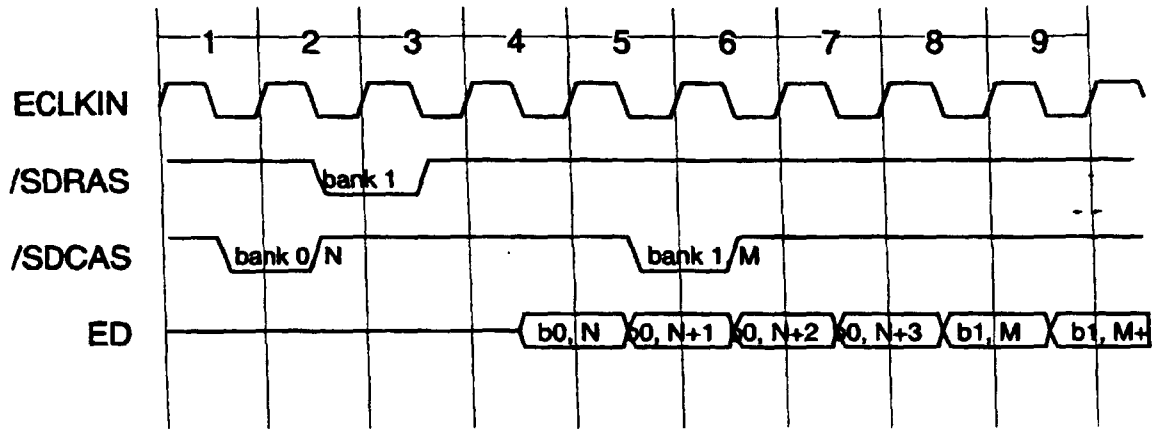 1 2 3 4 5 6 7 8 9
ECLKIN
/SDRAS bank 1
/SDCAS bank 0 N bank 1 M
ED b0, N b0, N+1 b0, N+2 b0, N+3 b1, M b1, M+